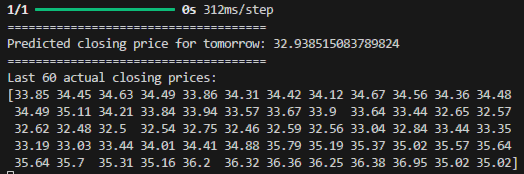 1/1 ━━━━━━━━━━━━━━━━━━━━ 0s 312ms/step
===================================
Predicted closing price for tomorrow: 32.938515083789824
===================================
Last 60 actual closing prices:
[33.85 34.45 34.63 34.49 33.86 34.31 34.42 34.12 34.67 34.56 34.36 34.48
 34.49 35.11 34.21 33.84 33.94 33.57 33.67 33.9  33.64 33.44 32.65 32.57
 32.62 32.48 32.5  32.54 32.75 32.46 32.59 32.56 33.04 32.84 33.44 33.35
 33.19 33.03 33.44 34.01 34.41 34.88 35.79 35.19 35.37 35.02 35.57 35.64
 35.64 35.7  35.31 35.16 36.2  36.32 36.36 36.25 36.38 36.95 35.02 35.02]